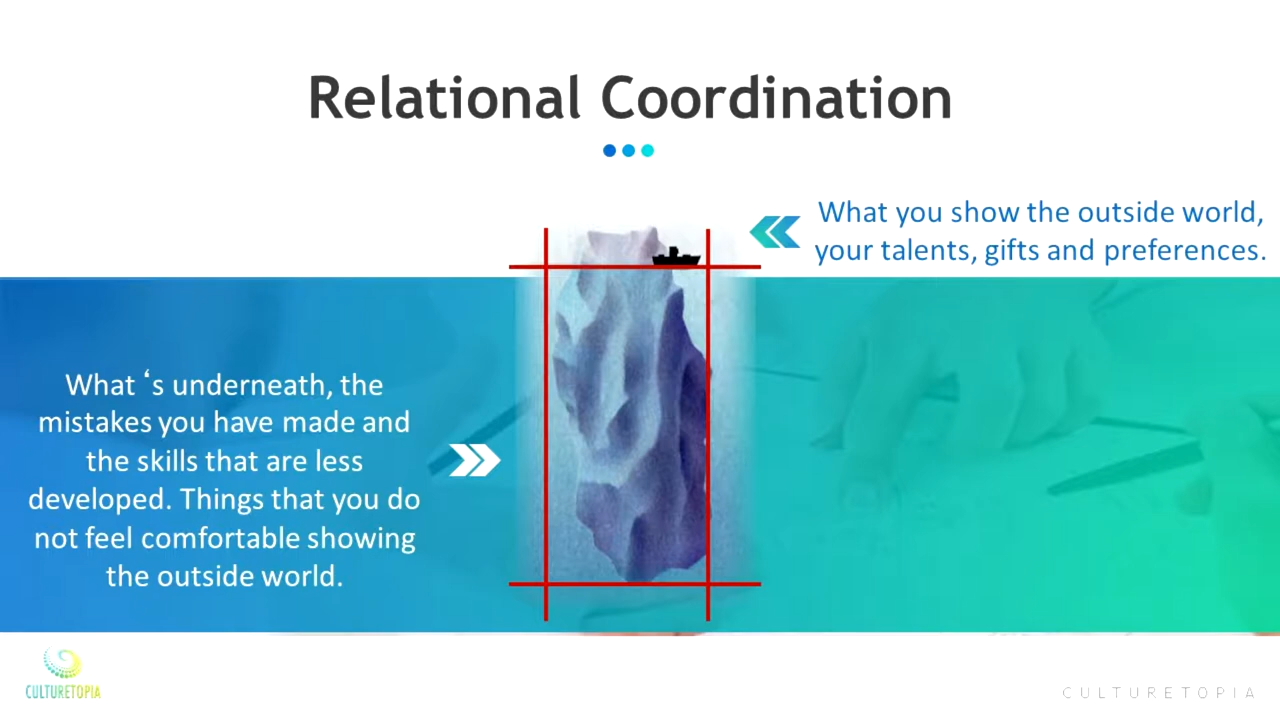 Relational Coordination
What you show the outside world,
your talents, gifts and preferences.
What ‘s underneath, the
mistakes you have made and
the skills that are less
developed. Things that you do
not feel comfortable showing
the outside world.
CULTURETOPIA
CULTURETOPIA